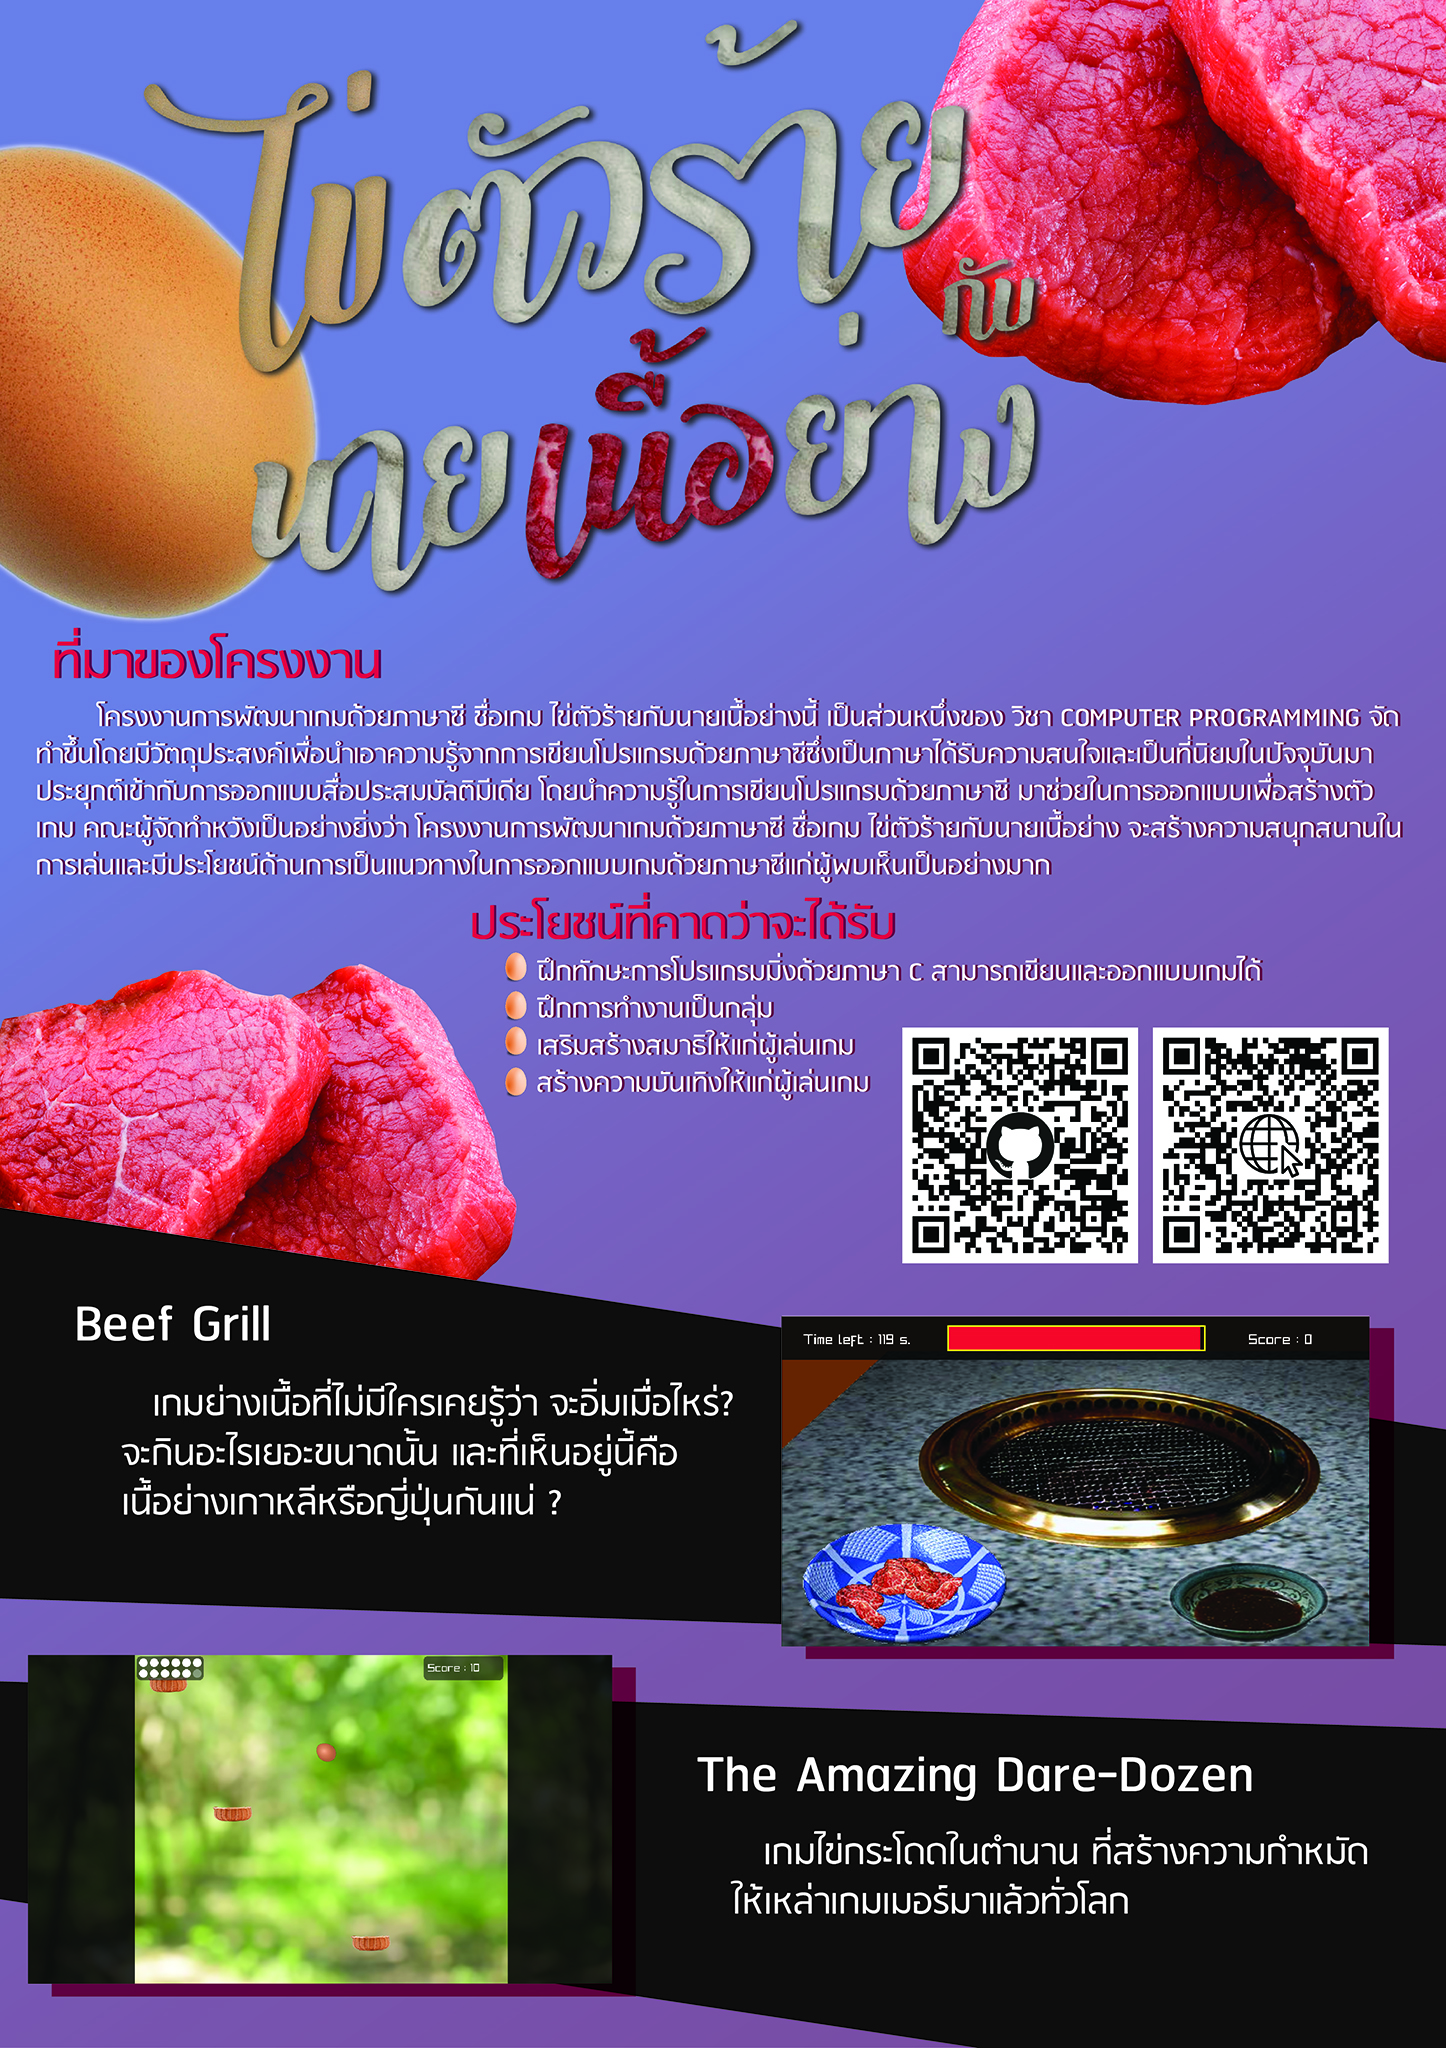 ไข่ตัวร้าย
กับ
นายเนื้อย่าง
ที่มาของโครงงาน
โครงงานการพัฒนาเกมด้วยภาษาซี ชื่อเกม ไข่ตัวร้ายกับนายเนื้อย่างนี้ เป็นส่วนหนึ่งของ วิชา COMPUTER PROGRAMMING จัด
ทำขึ้นโดยมีวัตถุประสงค์เพื่อนำเอาความรู้จากการเขียนโปรแกรมด้วยภาษาซีซึ่งเป็นภาษาได้รับความสนใจและเป็นที่นิยมในปัจจุบันมา
ประยุกต์เข้ากับการออกแบบสื่อประสมมัลติมีเดีย โดยนำความรู้ในการเขียนโปรแกรมด้วยภาษาซี มาช่วยในการออกแบบเพื่อสร้างตัว
เกม คณะผู้จัดทำหวังเป็นอย่างยิ่งว่า โครงงานการพัฒนาเกมด้วยภาษาซี ชื่อเกม ไข่ตัวร้ายกับนายเนื้อย่าง จะสร้างความสนุกสนานใน
การเล่นและมีประโยชน์ด้านการเป็นแนวทางในการออกแบบเกมด้วยภาษาซีแก่ผู้พบเห็นเป็นอย่างมาก
ประโยชน์ที่คาดว่าจะได้รับ
ฝึกทักษะการโปรแกรมมิ่งด้วยภาษา C สามารถเขียนและออกแบบเกมได้
ฝึกการทำงานเป็นกลุ่ม
เสริมสร้างสมาธิให้แก่ผู้เล่นเกม
สร้างความบันเทิงให้แก่ผู้เล่นเกม
Beef Grill
เกมย่างเนื้อที่ไม่มีใครเคยรู้ว่า จะอิ่มเมื่อไหร่?
จะกินอะไรเยอะขนาดนั้น และที่เห็นอยู่นี้คือ
เนื้อย่างเกาหลีหรือญี่ปุ่นกันแน่ ?
Time left : 119 s.
Score : 0
Score : 10
The Amazing Dare-Dozen
เกมไข่กระโดดในตำนาน ที่สร้างความกำหมัด
ให้เหล่าเกมเมอร์มาแล้วทั่วโลก